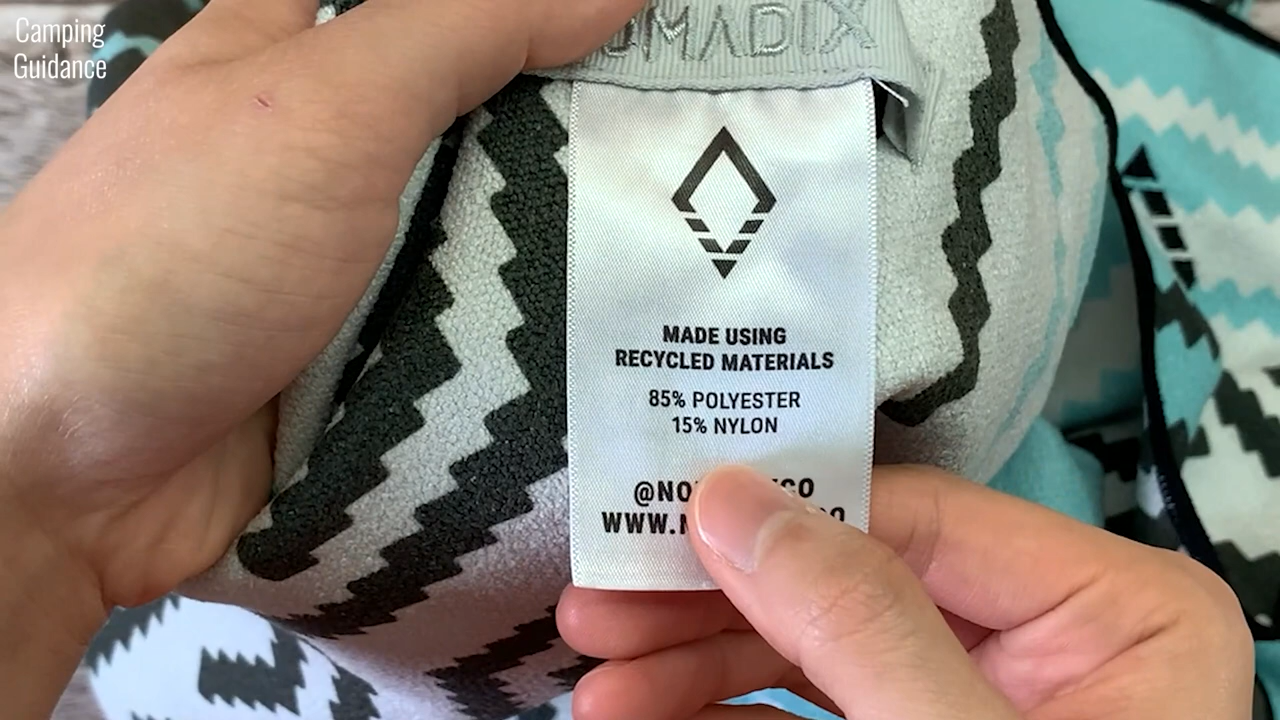 Camping
Guidance
MADE USING
RECYCLED MATERIALS
85% POLYESTER
15% NYLON